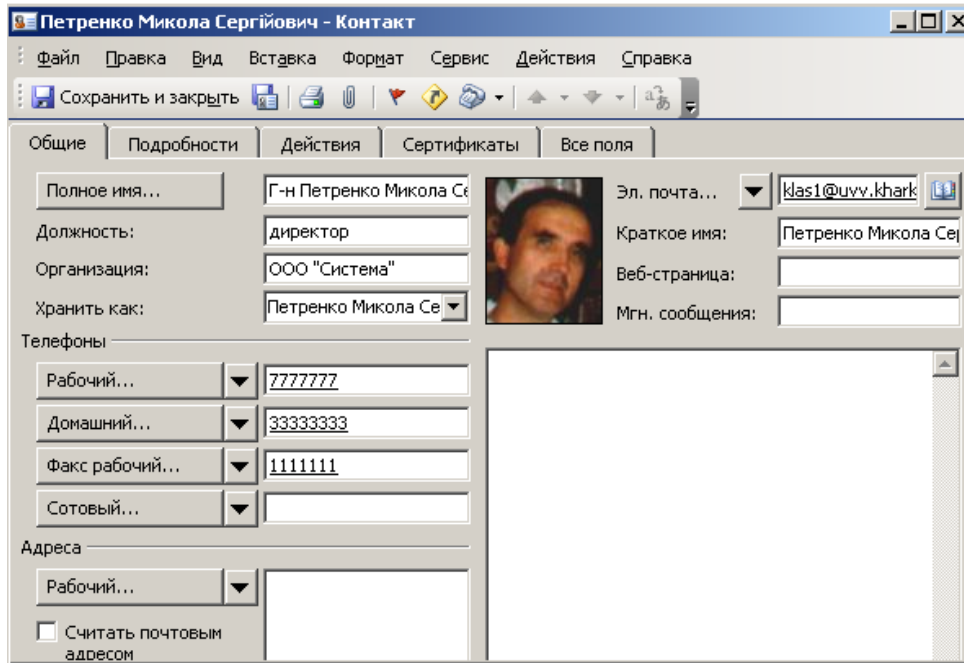 Петренко Микола Сергійович - Контакт
Файл Правка Вид Вставка Формат Сервис Действия Справка
Сохранить и закрыть
Общие Подробности Действия Сертификаты Все поля
Полное имя... Г-н Петренко Микола Се
Эл. почта... klas1@uvv.khark
Должность: директор
Краткое имя: Петренко Микола Сер
Организация: ООО "Система"
Веб-страница:
Хранить как: Петренко Микола Се
Мгн. сообщения:
Телефоны
Рабочий... 7777777
Домашний... 33333333
Факс рабочий... 1111111
Сотовый...
Адреса
Рабочий...
Считать почтовым
адресом